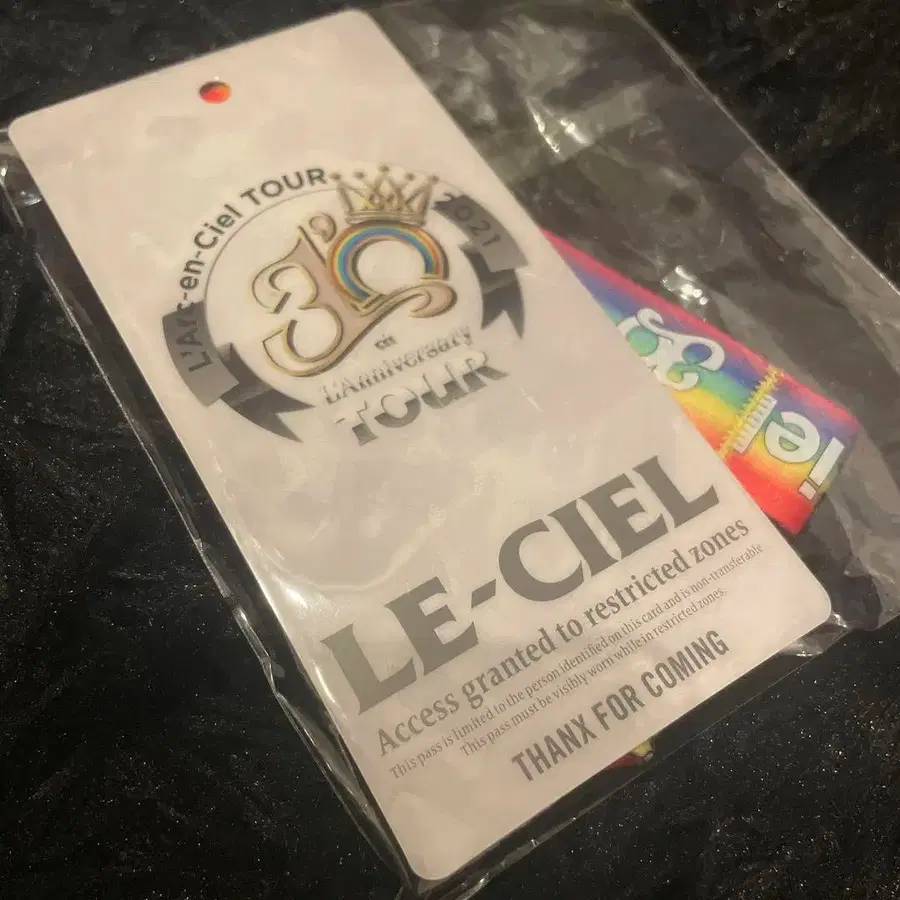 L'Arc-en-Ciel TOUR 2021
30th
L'Anniversary
TOUR
LE-CIEL
Access granted to restricted zones
This pass is limited to the person identified on this card and is non-transferable
This pass must be visibly worn while in restricted zones.
THANX FOR COMING
iel